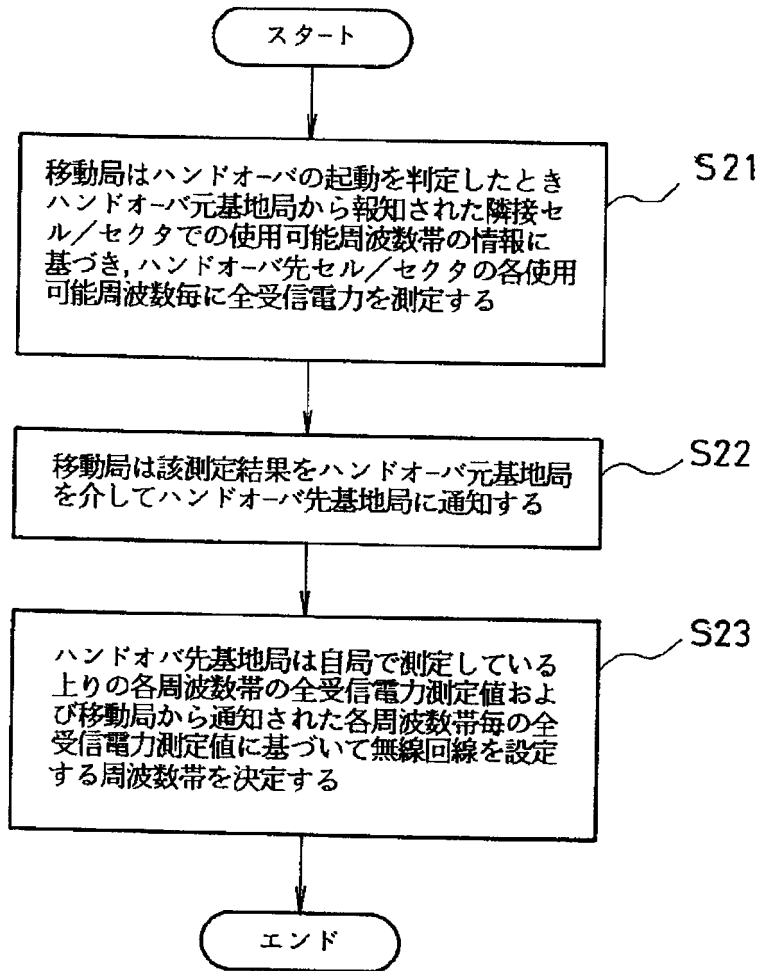 スタート
移動局はハンドオーバの起動を判定したとき
ハンドオーバ元基地局から報知された隣接セ
ル／セクタでの使用可能周波数帯の情報に
基づき，ハンドオーバ先セル／セクタの各使用
可能周波数毎に全受信電力を測定する
S21
移動局は該測定結果をハンドオーバ元基地局
を介してハンドオーバ先基地局に通知する
S22
ハンドオバ先基地局は自局で測定している
上りの各周波数帯の全受信電力測定値およ
び移動局から通知された各周波数帯毎の全
受信電力測定値に基づいて無線回線を設定
する周波数帯を決定する
S23
エンド